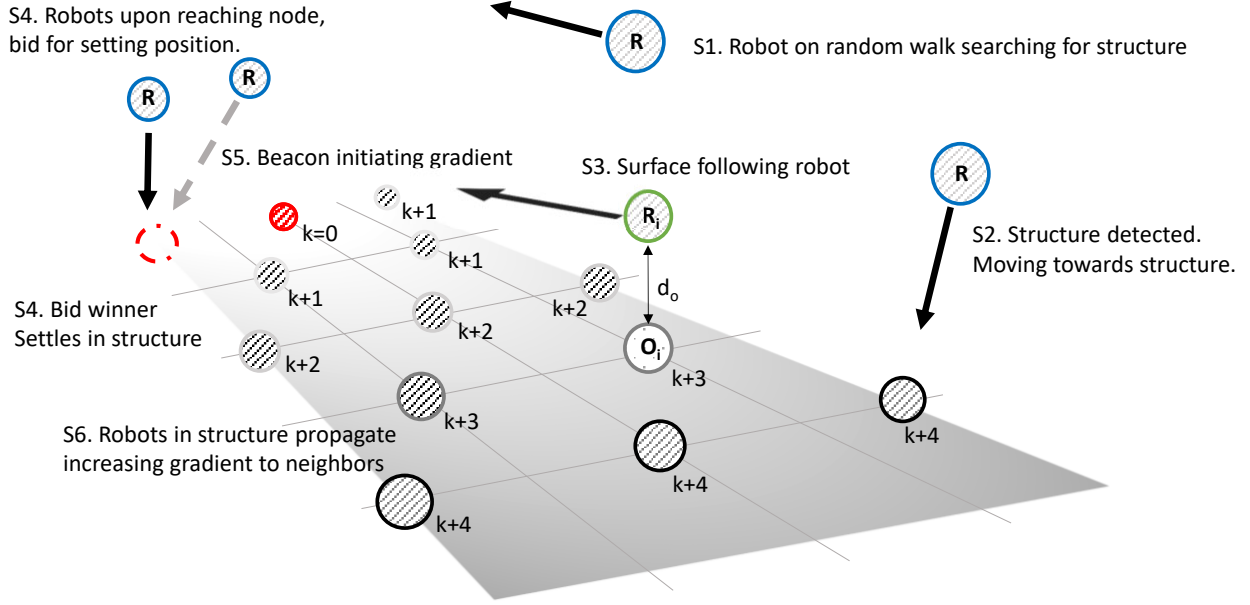 S4. Robots upon reaching node,
bid for setting position.
R
S1. Robot on random walk searching for structure
R
R
S5. Beacon initiating gradient
S3. Surface following robot
R
k+1
R_i
k=0
S2. Structure detected.
Moving towards structure.
k+1
k+1
d_o
k+2
S4. Bid winner
Settles in structure
k+2
O_i
k+2
k+3
k+3
k+4
S6. Robots in structure propagate
increasing gradient to neighbors
k+4
k+4